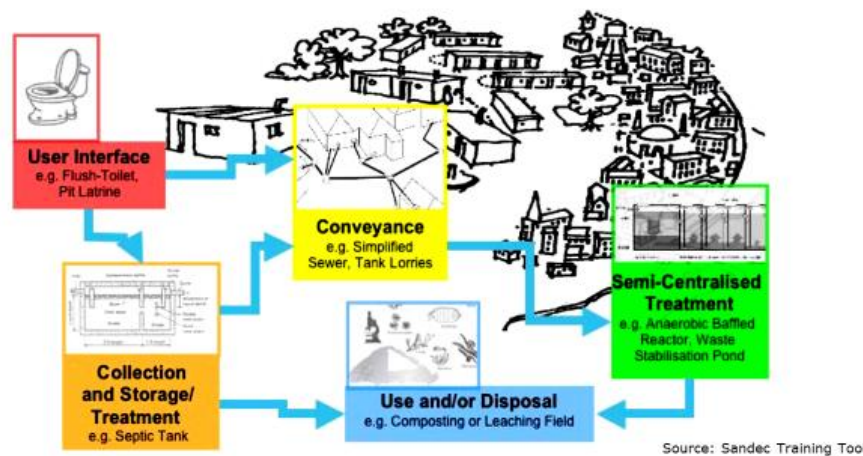 User Interface
e.g. Flush-Toilet,
Pit Latrine
Conveyance
e.g. Simplified
Sewer, Tank Lorries
Semi-Centralised
Treatment
e.g. Anaerobic Baffled
Reactor, Waste
Stabilisation Pond
Collection
and Storage/
Treatment
e.g. Septic Tank
Use and/or Disposal
e.g. Composting or Leaching Field
Source: Sandec Training Too